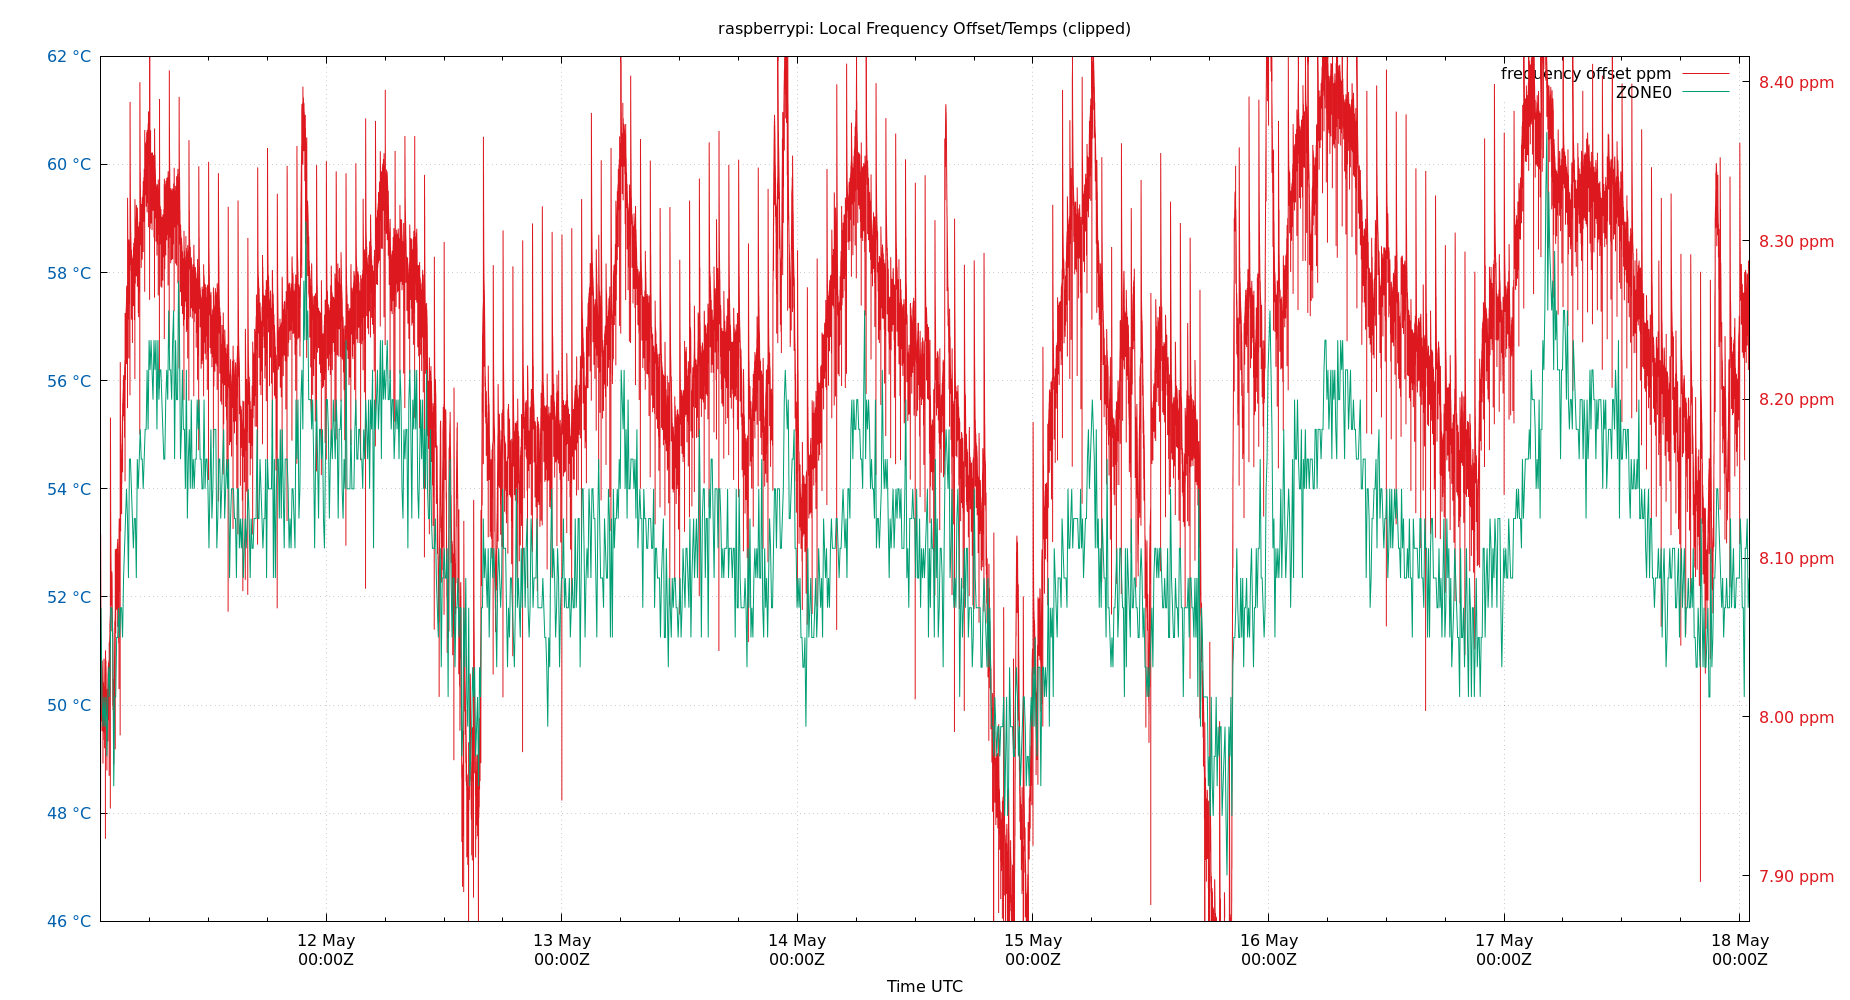 raspberrypi: Local Frequency Offset/Temps (clipped)
frequency offset ppm
ZONE0
62 °C
60 °C
58 °C
56 °C
54 °C
52 °C
50 °C
48 °C
46 °C
8.40 ppm
8.30 ppm
8.20 ppm
8.10 ppm
8.00 ppm
7.90 ppm
12 May
00:00Z
13 May
00:00Z
14 May
00:00Z
15 May
00:00Z
16 May
00:00Z
17 May
00:00Z
18 May
00:00Z
Time UTC